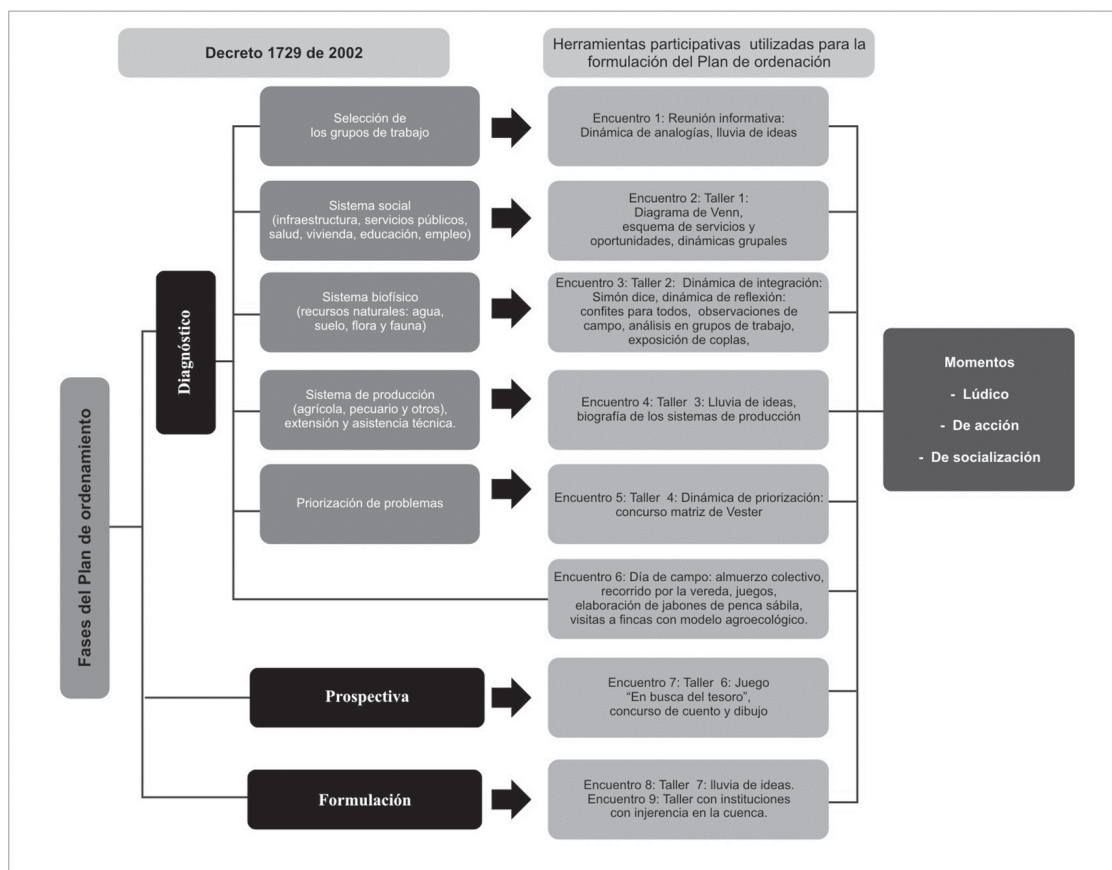 Decreto 1729 de 2002
Herramientas participativas utilizadas para la
formulación del Plan de ordenación
Fases del Plan de ordenamiento
Diagnóstico
Selección de
los grupos de trabajo
Encuentro 1: Reunión informativa:
Dinámica de analogías, lluvia de ideas
Sistema social
(infraestructura, servicios públicos,
salud, vivienda, educación, empleo)
Encuentro 2: Taller 1:
Diagrama de Venn,
esquema de servicios y
oportunidades, dinámicas grupales
Sistema biofísico
(recursos naturales: agua,
suelo, flora y fauna)
Encuentro 3: Taller 2: Dinámica de integración:
Simón dice, dinámica de reflexión:
confites para todos, observaciones de
campo, análisis en grupos de trabajo,
exposición de coplas,
Sistema de producción
(agrícola, pecuario y otros),
extensión y asistencia técnica.
Encuentro 4: Taller 3: Lluvia de ideas,
biografía de los sistemas de producción
Priorización de problemas
Encuentro 5: Taller 4: Dinámica de priorización:
concurso matriz de Vester
Encuentro 6: Día de campo: almuerzo colectivo,
recorrido por la vereda, juegos,
elaboración de jabones de penca sábila,
visitas a fincas con modelo agroecológico.
Prospectiva
Encuentro 7: Taller 6: Juego
“En busca del tesoro”,
concurso de cuento y dibujo
Formulación
Encuentro 8: Taller 7: lluvia de ideas.
Encuentro 9: Taller con instituciones
con injerencia en la cuenca.
Momentos
- Lúdico
- De acción
- De socialización